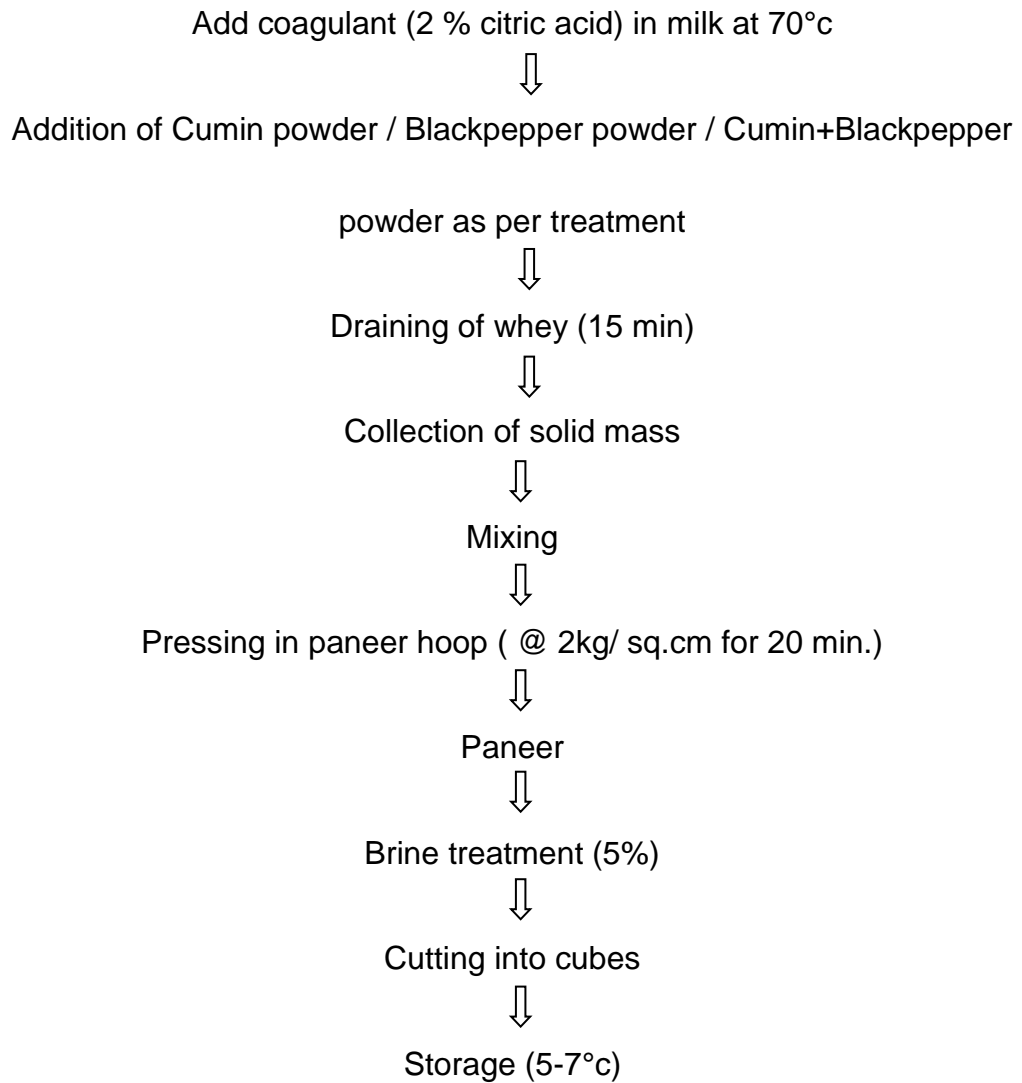 Add coagulant (2 % citric acid) in milk at 70°c
Addition of Cumin powder / Blackpepper powder / Cumin+Blackpepper
powder as per treatment
Draining of whey (15 min)
Collection of solid mass
Mixing
Pressing in paneer hoop ( @ 2kg/ sq.cm for 20 min.)
Paneer
Brine treatment (5%)
Cutting into cubes
Storage (5-7°c)